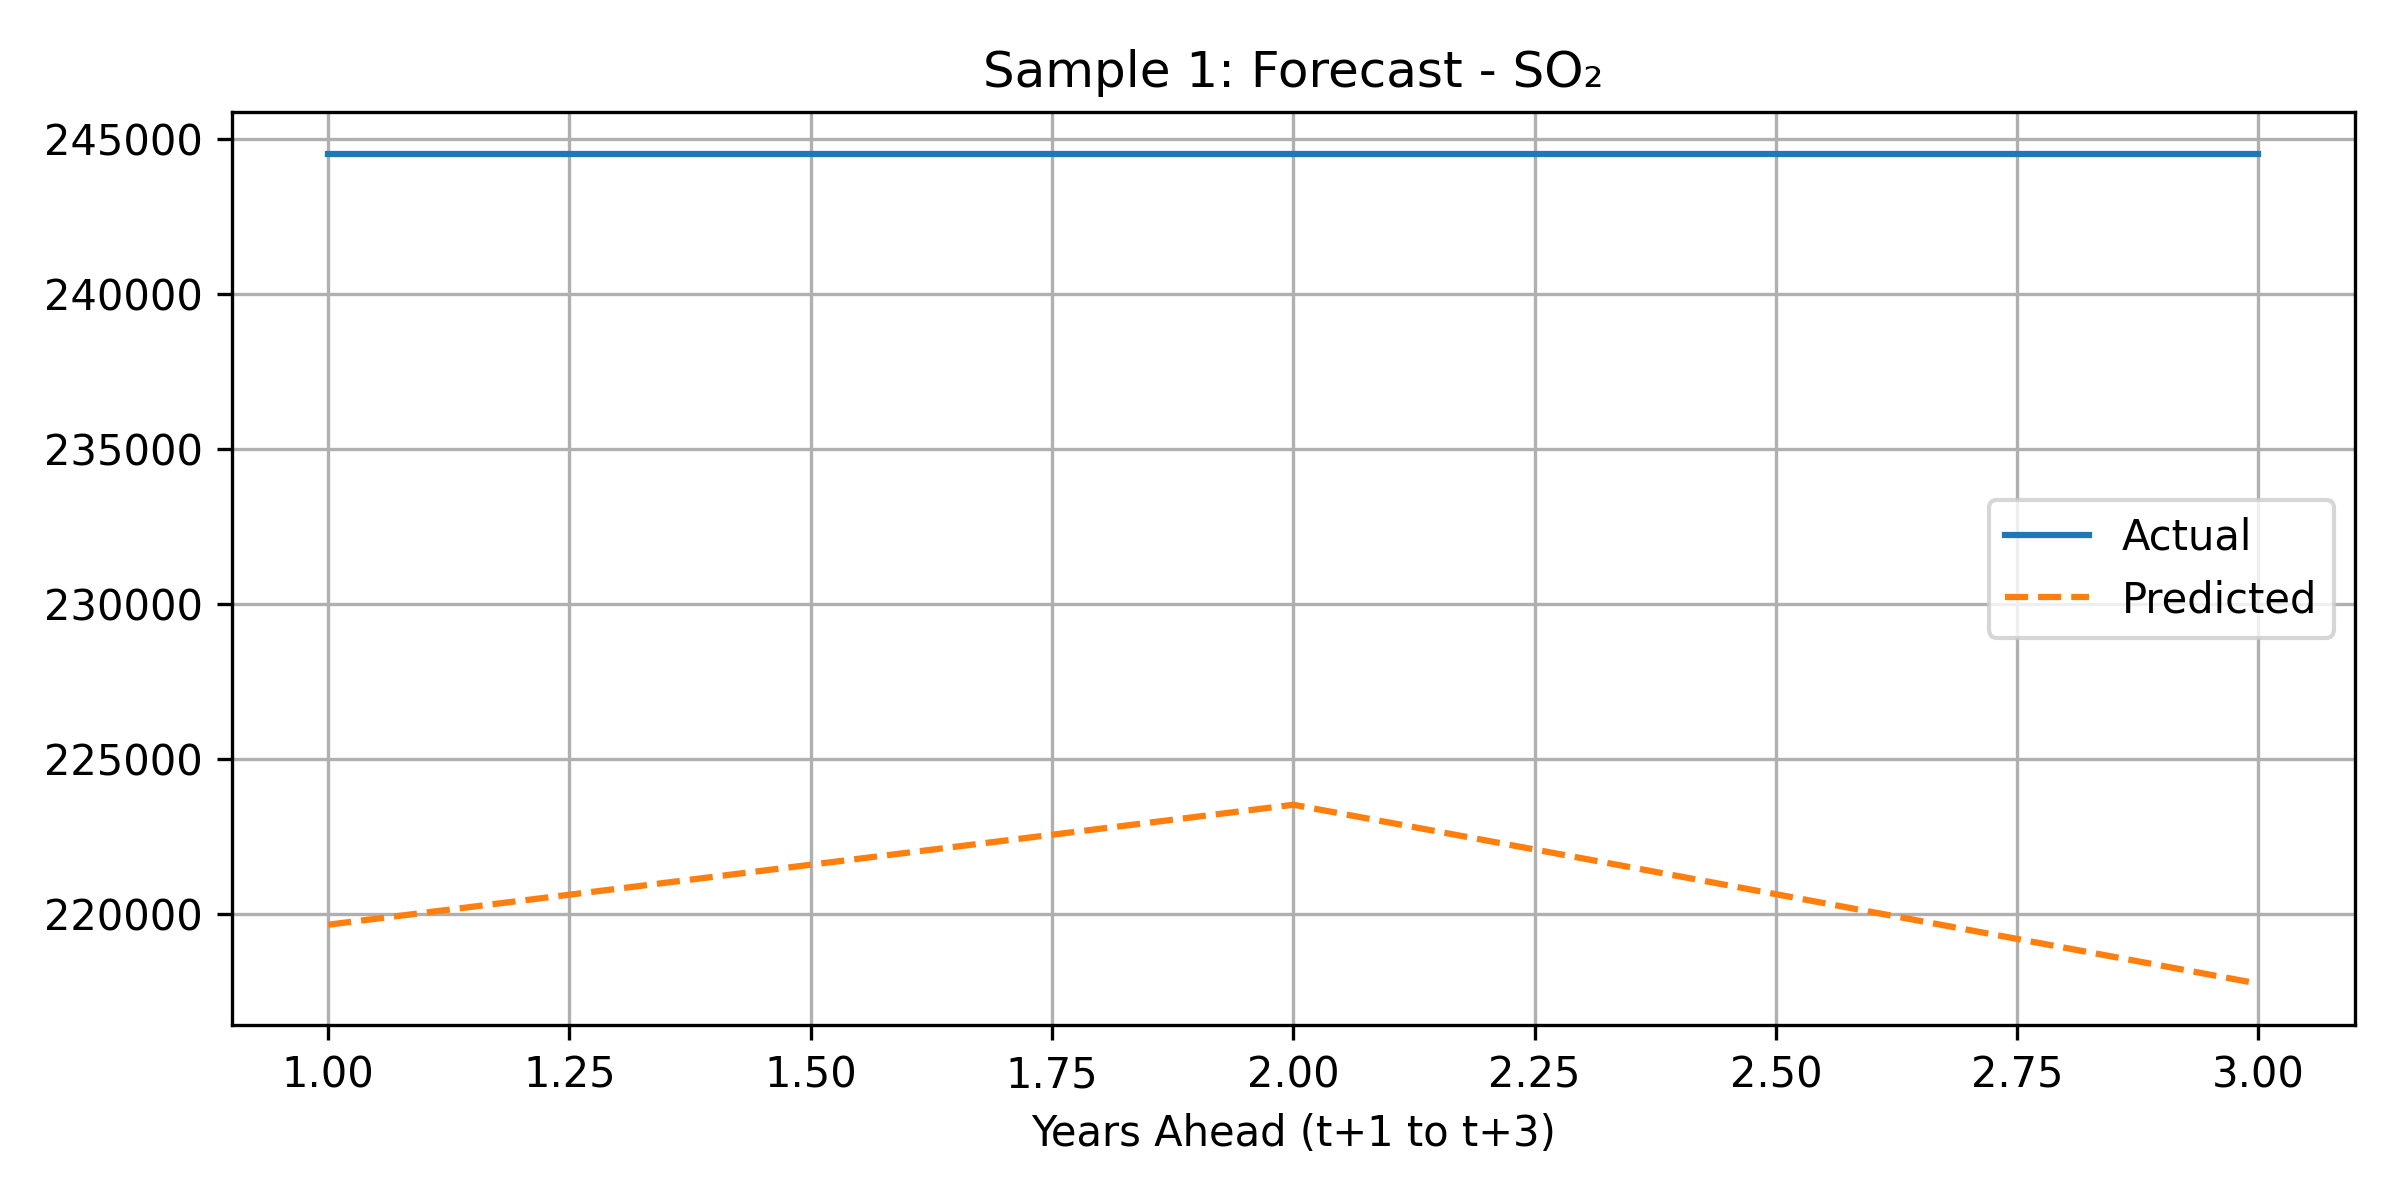 Sample 1: Forecast - SO₂
245000
240000
235000
230000
225000
220000
Actual
Predicted
1.00 1.25 1.50 1.75 2.00 2.25 2.50 2.75 3.00
Years Ahead (t+1 to t+3)